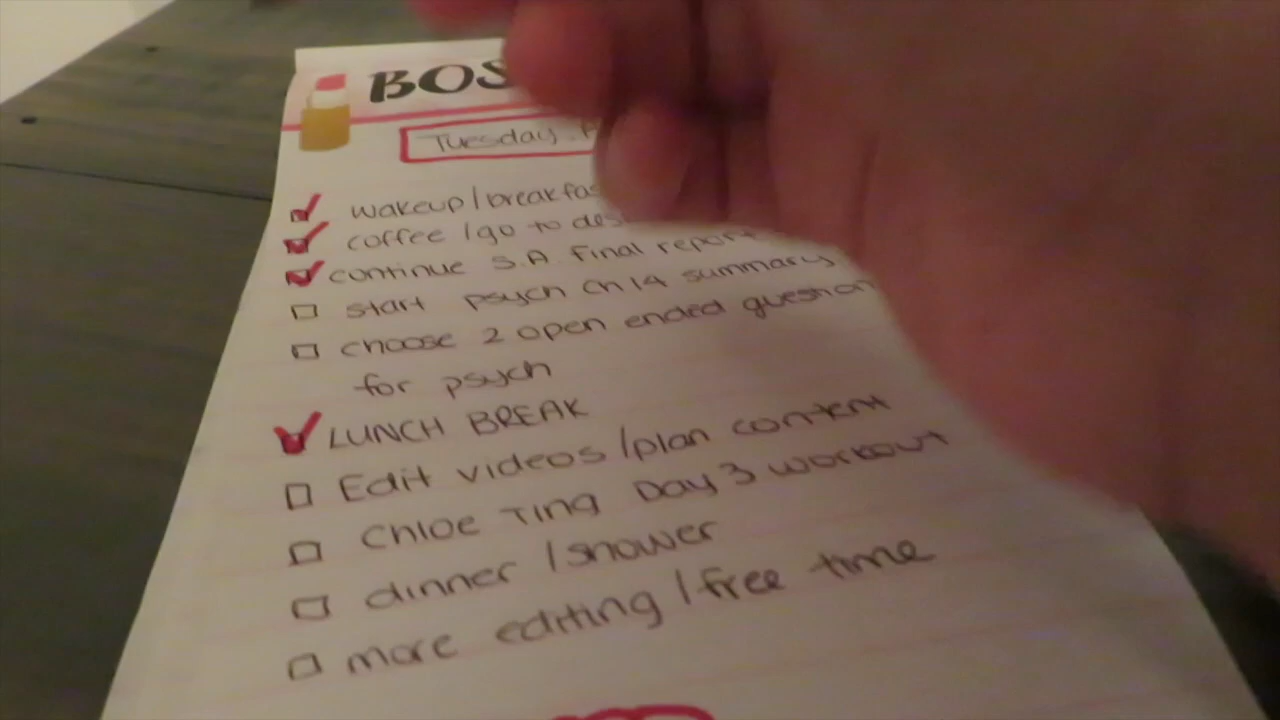 BOS
Tuesday.
wakeup/breakfas
coffee/go to des
continue S.A. final report
start psych ch 14 summary
choose 2 open ended question
for psych
LUNCH BREAK
Edit videos/plan content
Chloe Ting Day 3 workout
dinner/shower
more editing/free time